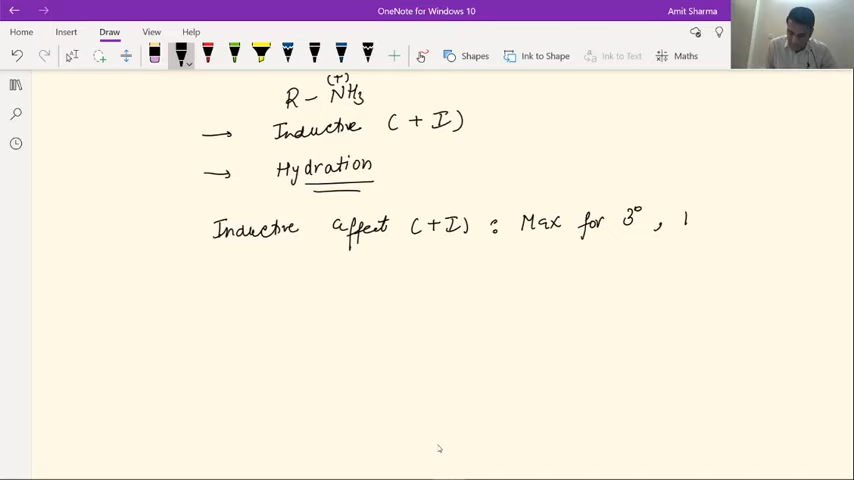 OneNote for Windows 10
Amit Sharma
Home Insert Draw View Help
Shapes Ink to Shape Ink to Text Maths
(+)
R - NH3
→ Inductive (+I)
→ Hydration
Inductive affect (+I) : Max for 3°, 1